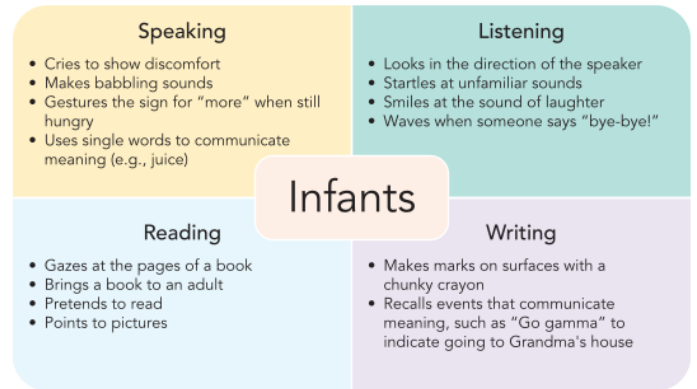 Speaking
• Cries to show discomfort
• Makes babbling sounds
• Gestures the sign for “more” when still
hungry
• Uses single words to communicate
meaning (e.g., juice)
Listening
• Looks in the direction of the speaker
• Startles at unfamiliar sounds
• Smiles at the sound of laughter
• Waves when someone says “bye-bye!”
Infants
Reading
• Gazes at the pages of a book
• Brings a book to an adult
• Pretends to read
• Points to pictures
Writing
• Makes marks on surfaces with a
chunky crayon
• Recalls events that communicate
meaning, such as “Go gamma” to
indicate going to Grandma's house